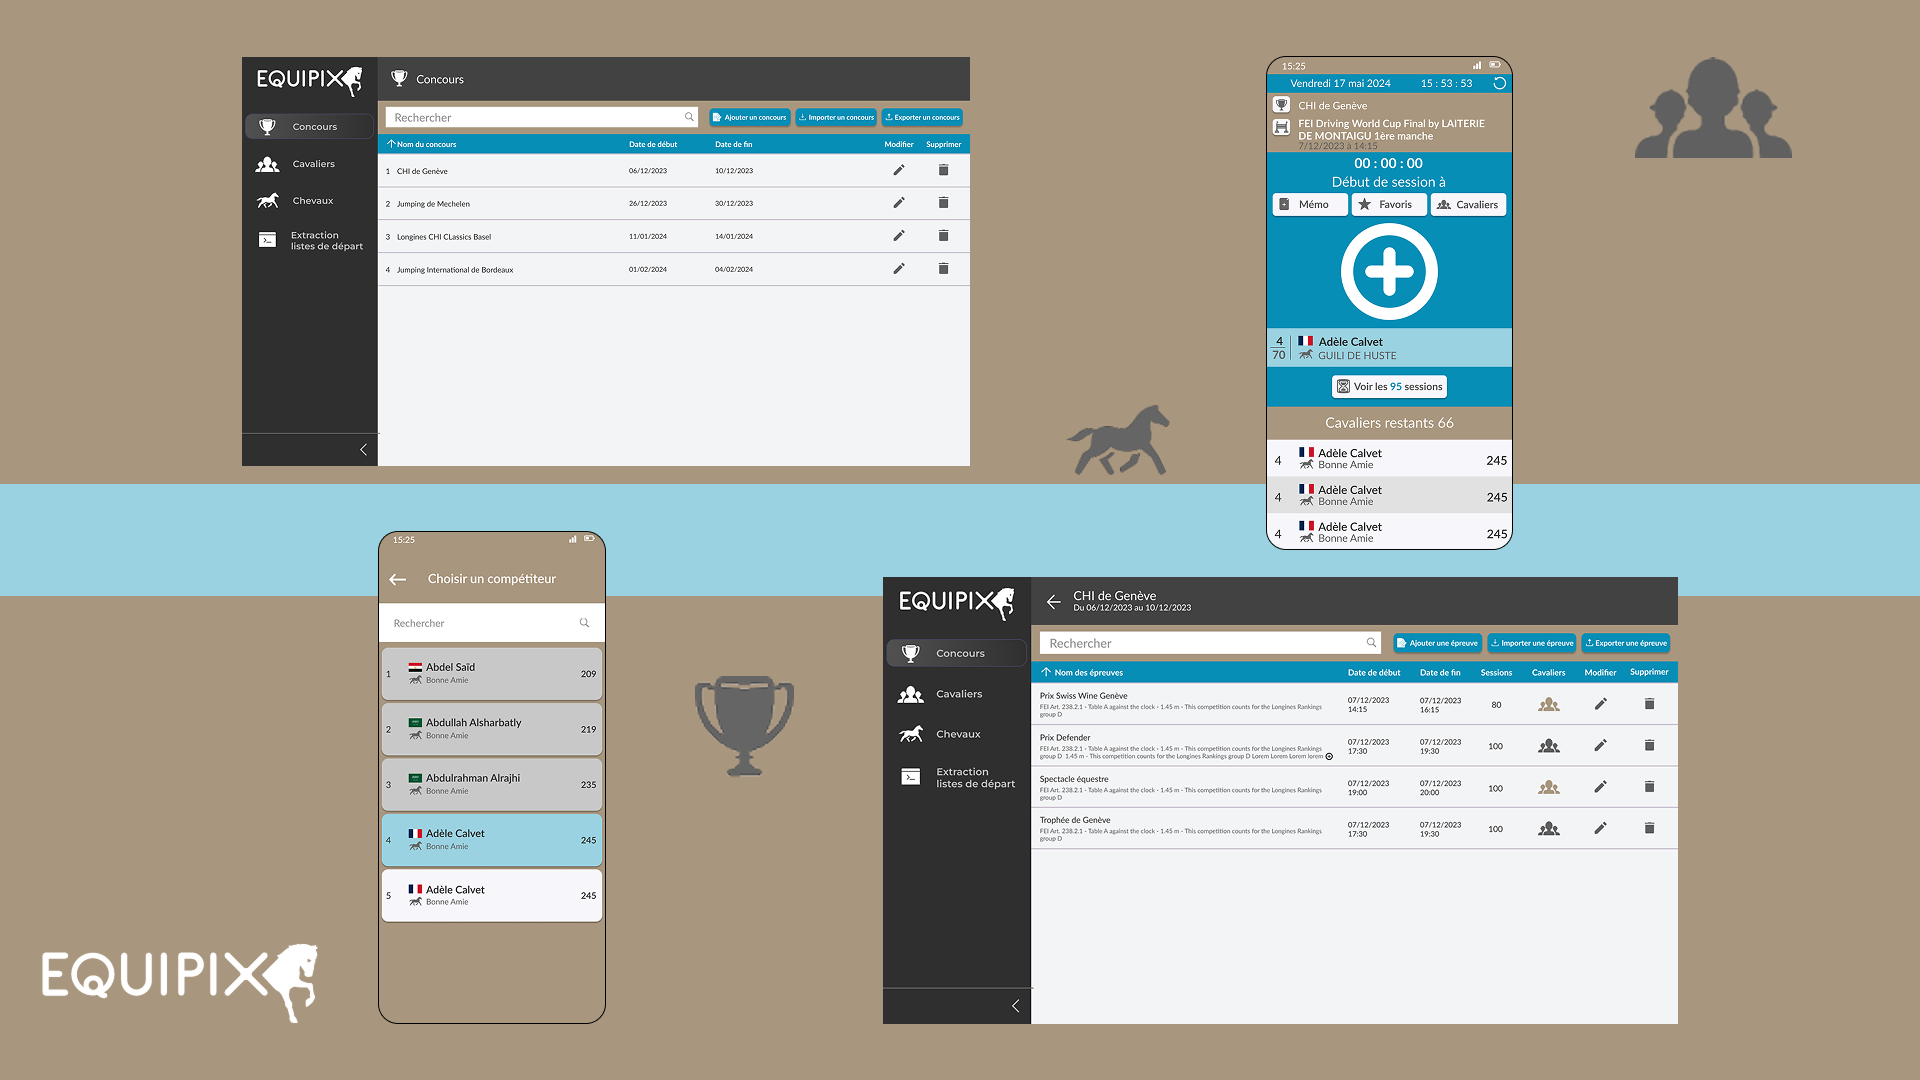 EQUIPIX
Concours
Concours
Cavaliers
Chevaux
Extraction
listes de départ
Rechercher
Ajouter un concours
Importer un concours
Exporter un concours
Nom du concours Date de début Date de fin Modifier Supprimer
1 CHI de Genève 06/12/2023 10/12/2023
2 Jumping de Mechelen 26/12/2023 30/12/2023
3 Longines CHI CLassics Basel 11/01/2024 14/01/2024
4 Jumping International de Bordeaux 01/02/2024 04/02/2024
15:25
Vendredi 17 mai 2024 15 : 53 : 53
CHI de Genève
FEI Driving World Cup Final by LAITERIE
DE MONTAIGU 1ère manche
7/12/2023 à 14:15
00 : 00 : 00
Début de session à
Mémo Favoris Cavaliers
4 Adèle Calvet
70 GUILI DE HUSTE
Voir les 95 sessions
Cavaliers restants 66
4 Adèle Calvet 245
Bonne Amie
4 Adèle Calvet 245
Bonne Amie
4 Adèle Calvet 245
Bonne Amie
15:25
Choisir un compétiteur
Rechercher
1 Abdel Saïd 209
Bonne Amie
2 Abdullah Alsharbatly 219
Bonne Amie
3 Abdulrahman Alrajhi 235
Bonne Amie
4 Adèle Calvet 245
Bonne Amie
5 Adèle Calvet 245
Bonne Amie
EQUIPIX
CHI de Genève
Du 06/12/2023 au 10/12/2023
Concours
Cavaliers
Chevaux
Extraction
listes de départ
Rechercher
Ajouter une épreuve
Importer une épreuve
Exporter une épreuve
Nom des épreuves Date de début Date de fin Sessions Cavaliers Modifier Supprimer
Prix Swiss Wine Genève 07/12/2023 14:15 07/12/2023 16:15 80
FEI Art. 238.2.1 - Table A against the clock - 1.45 m - This competition counts for the Longines Rankings
group D
Prix Defender 07/12/2023 17:30 07/12/2023 19:30 100
FEI Art. 238.2.1 - Table A against the clock - 1.45 m - This competition counts for the Longines Rankings
group D 1.45 m - This competition counts for the Longines Rankings group D Lorem Lorem Lorem lorem
Spectacle équestre 07/12/2023 19:00 07/12/2023 20:00 100
FEI Art. 238.2.1 - Table A against the clock - 1.45 m - This competition counts for the Longines Rankings
group D
Trophée de Genève 07/12/2023 17:30 07/12/2023 19:30 100
FEI Art. 238.2.1 - Table A against the clock - 1.45 m - This competition counts for the Longines Rankings
group D
EQUIPIX